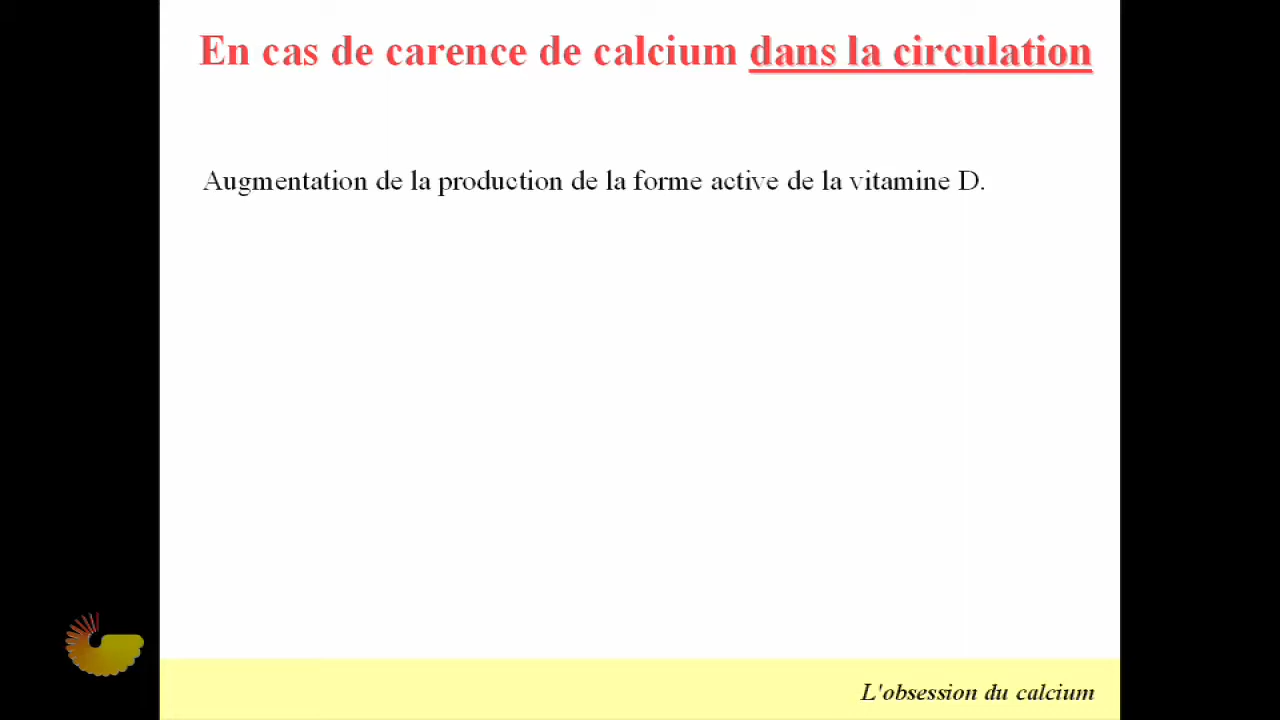 En cas de carence de calcium dans la circulation
Augmentation de la production de la forme active de la vitamine D.
L'obsession du calcium